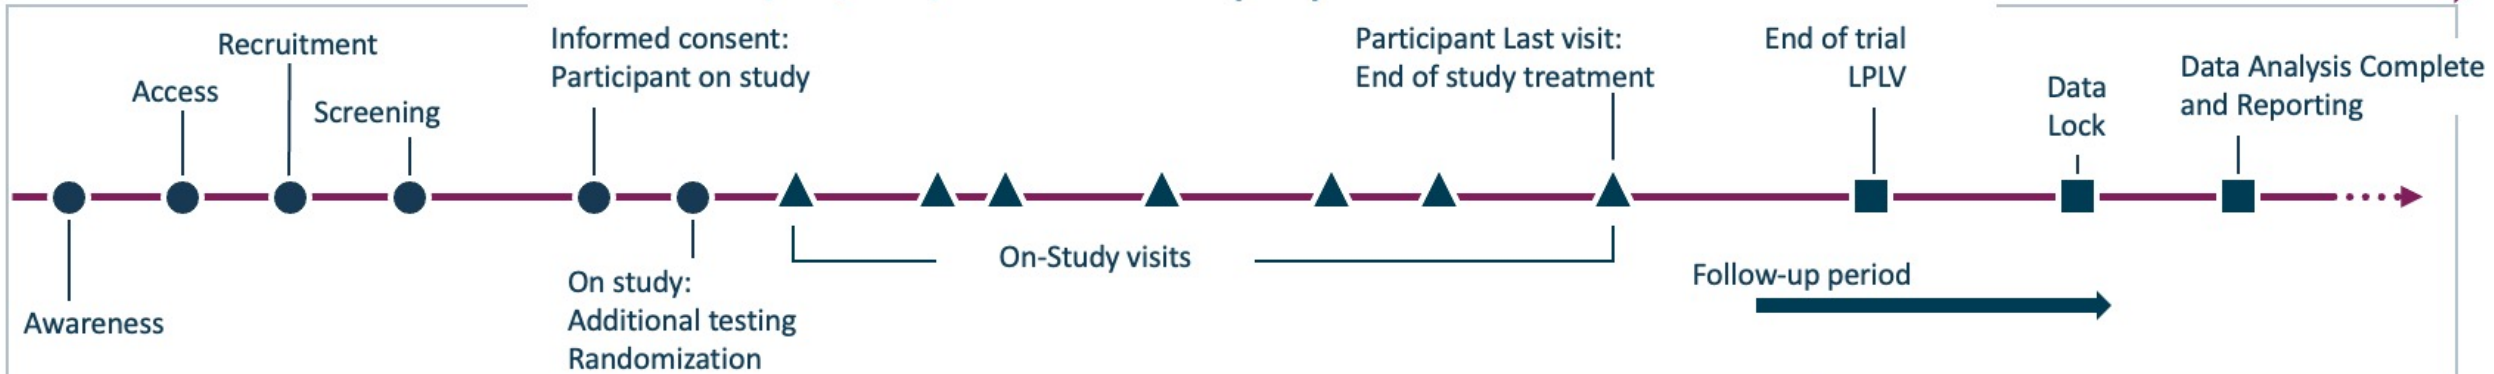 Recruitment
Access
Screening
Awareness
Informed consent:
Participant on study
On study:
Additional testing
Randomization
On-Study visits
Participant Last visit:
End of study treatment
End of trial
LPLV
Follow-up period
Data
Lock
Data Analysis Complete
and Reporting